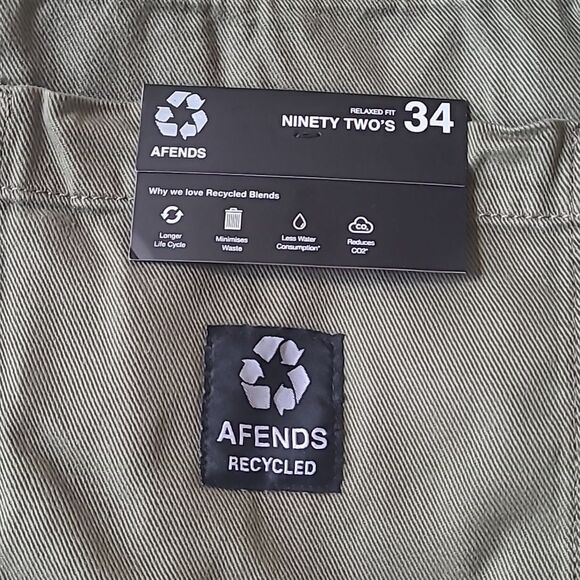 RELAXED FIT
NINETY TWO'S 34
AFENDS
Why we love Recycled Blends
Longer
Life Cycle
Minimises
Waste
Less Water
Consumption*
CO₂
Reduces
CO2*
AFENDS
RECYCLED